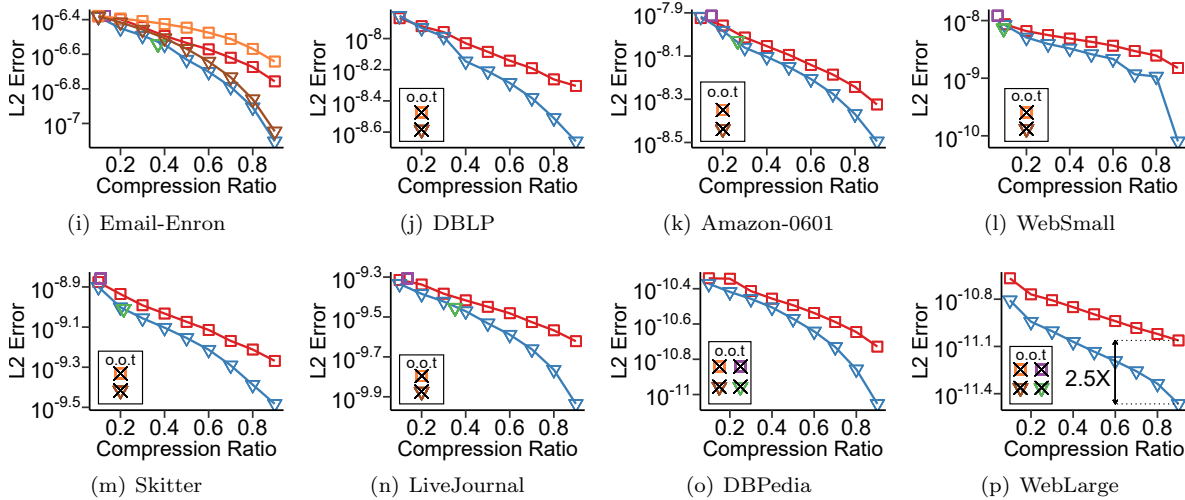 L2 Error
10^-6.4
10^-6.6
10^-6.8
10^-7
0.2 0.4 0.6 0.8
Compression Ratio
(i) Email-Enron
L2 Error
10^-8
10^-8.2
10^-8.4
10^-8.6
o.o.t
0.2 0.4 0.6 0.8
Compression Ratio
(j) DBLP
L2 Error
10^-7.9
10^-8.1
10^-8.3
10^-8.5
o.o.t
0.2 0.4 0.6 0.8
Compression Ratio
(k) Amazon-0601
L2 Error
10^-8
10^-9
10^-10
o.o.t
0.2 0.4 0.6 0.8
Compression Ratio
(l) WebSmall
L2 Error
10^-8.9
10^-9.1
10^-9.3
10^-9.5
o.o.t
0.2 0.4 0.6 0.8
Compression Ratio
(m) Skitter
L2 Error
10^-9.3
10^-9.5
10^-9.7
10^-9.9
o.o.t
0.2 0.4 0.6 0.8
Compression Ratio
(n) LiveJournal
L2 Error
10^-10.4
10^-10.6
10^-10.8
10^-11
o.o.t
0.2 0.4 0.6 0.8
Compression Ratio
(o) DBPedia
L2 Error
10^-10.8
10^-11.1
10^-11.4
o.o.t
2.5X
0.2 0.4 0.6 0.8
Compression Ratio
(p) WebLarge